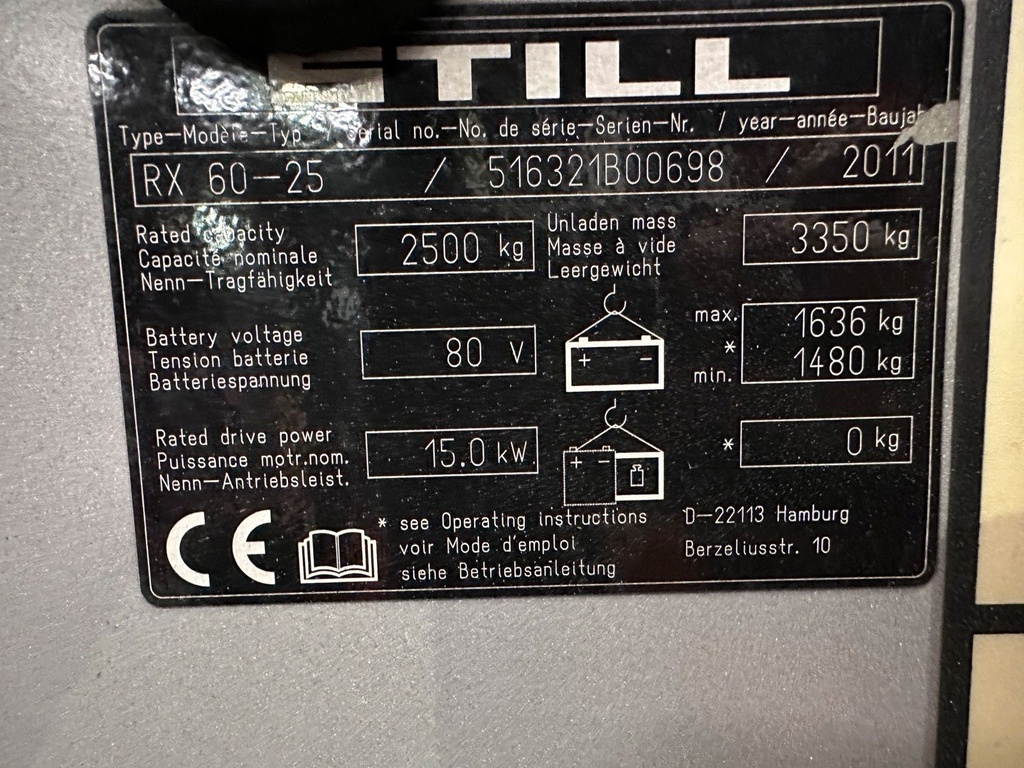 STILL
Type-Modèle-Typ / Serial no.-No. de série-Serien-Nr. / year-année-Baujah
RX 60-25 / 516321B00698 / 2011
Rated capacity
Capacité nominale
Nenn-Tragfähigkeit
2500 kg
Unladen mass
Masse à vide
Leergewicht
3350 kg
Battery voltage
Tension batterie
Batteriespannung
80 V
+ -
max. 1636 kg
*
min. 1480 kg
Rated drive power
Puissance motr.nom.
Nenn-Antriebsleist.
15.0 kW
+ -
* 0 kg
CE
* see Operating instructions
voir Mode d'emploi
siehe Betriebsanleitung
D-22113 Hamburg
Berzeliusstr. 10